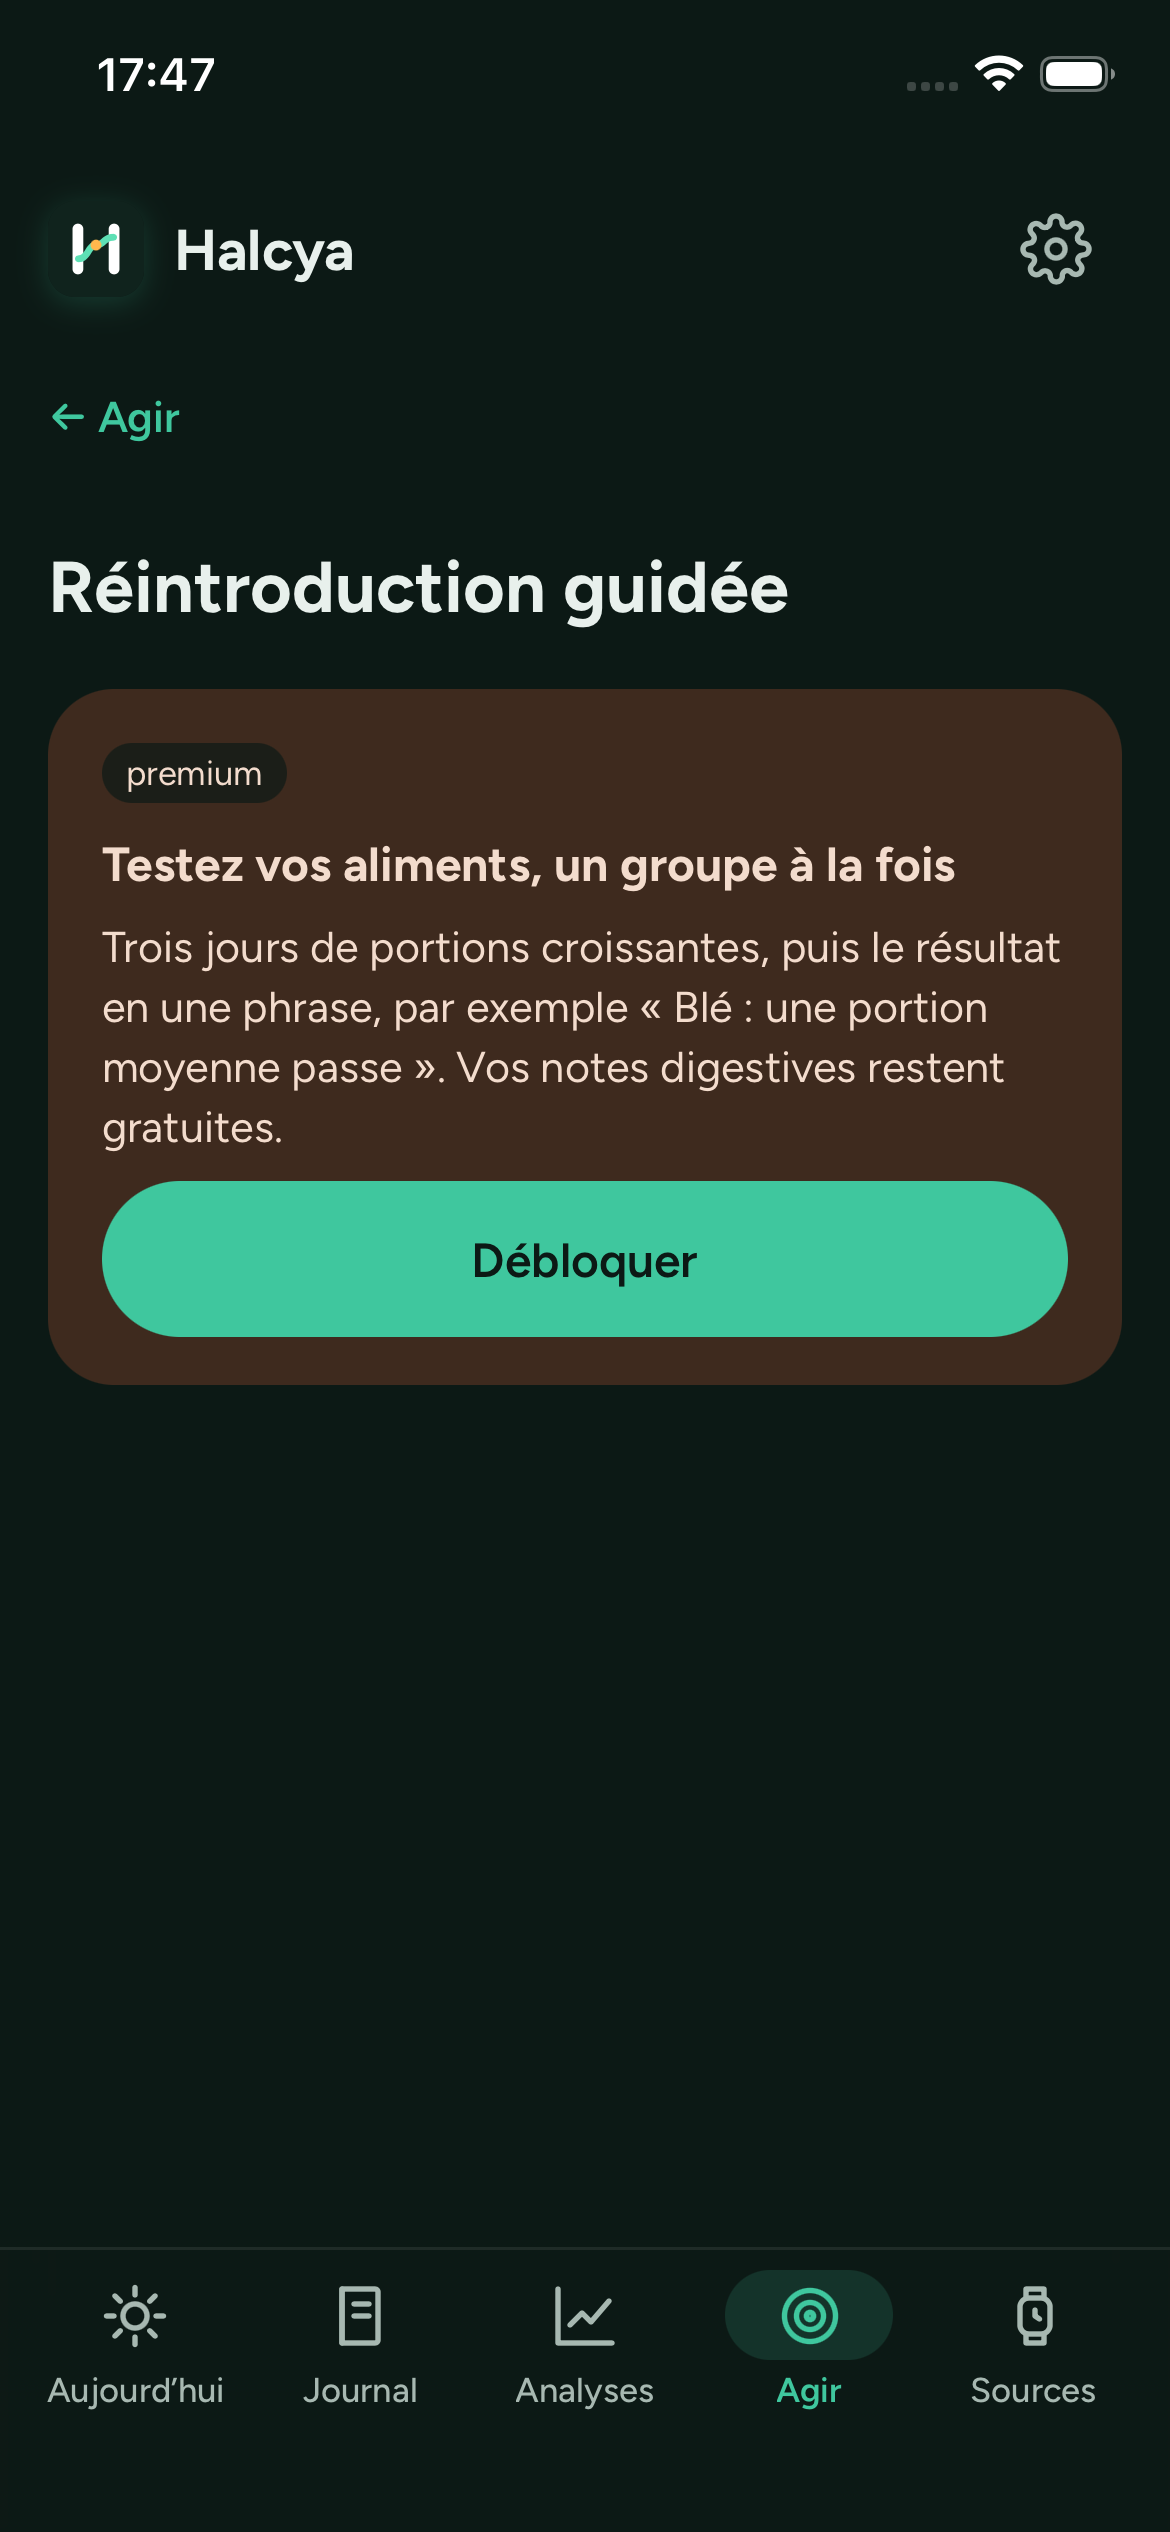 17:47
Halcya
← Agir
Réintroduction guidée
premium
Testez vos aliments, un groupe à la fois
Trois jours de portions croissantes, puis le résultat
en une phrase, par exemple « Blé : une portion
moyenne passe ». Vos notes digestives restent
gratuites.
Débloquer
Aujourd’hui
Journal
Analyses
Agir
Sources